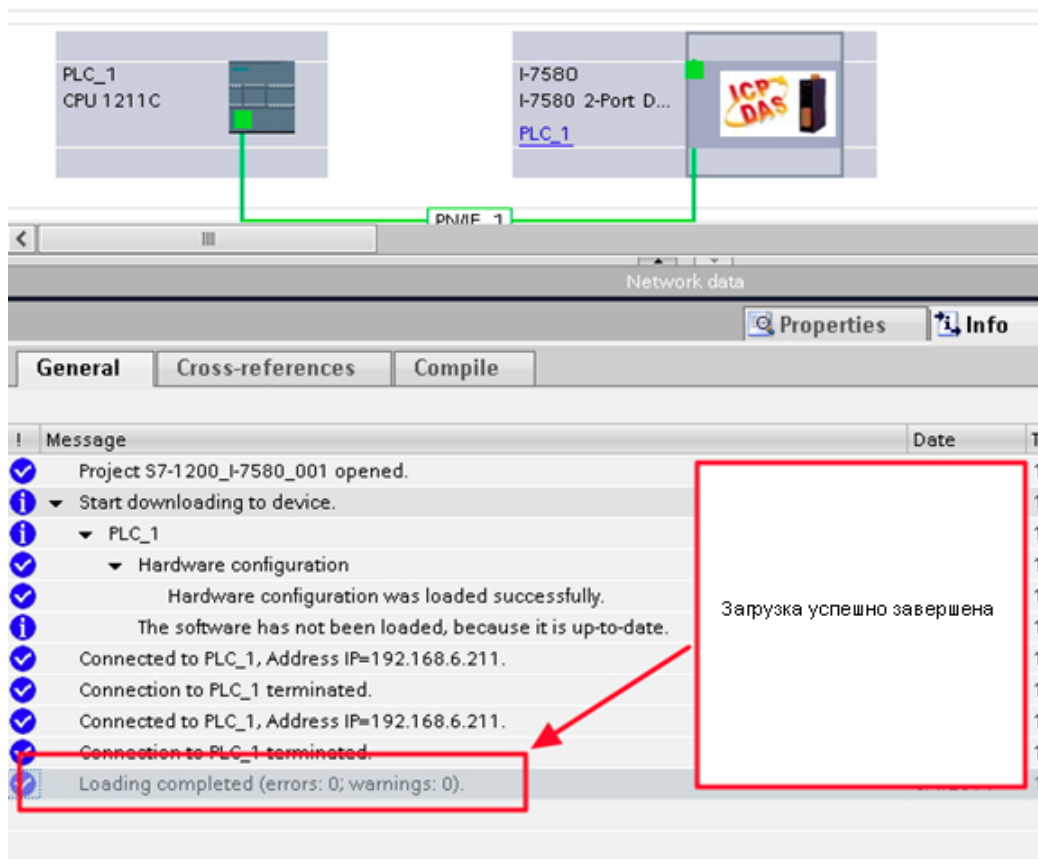 PLC_1
CPU 1211C
I-7580
I-7580 2-Port D...
PLC_1
ICP
DAS
PN/IE_1
Network data
Properties
Info
General
Cross-references
Compile
! Message
Date
Project S7-1200_I-7580_001 opened.
Start downloading to device.
PLC_1
Hardware configuration
Hardware configuration was loaded successfully.
The software has not been loaded, because it is up-to-date.
Connected to PLC_1, Address IP=192.168.6.211.
Connection to PLC_1 terminated.
Connected to PLC_1, Address IP=192.168.6.211.
Connection to PLC_1 terminated.
Loading completed (errors: 0; warnings: 0).
Загрузка успешно завершена